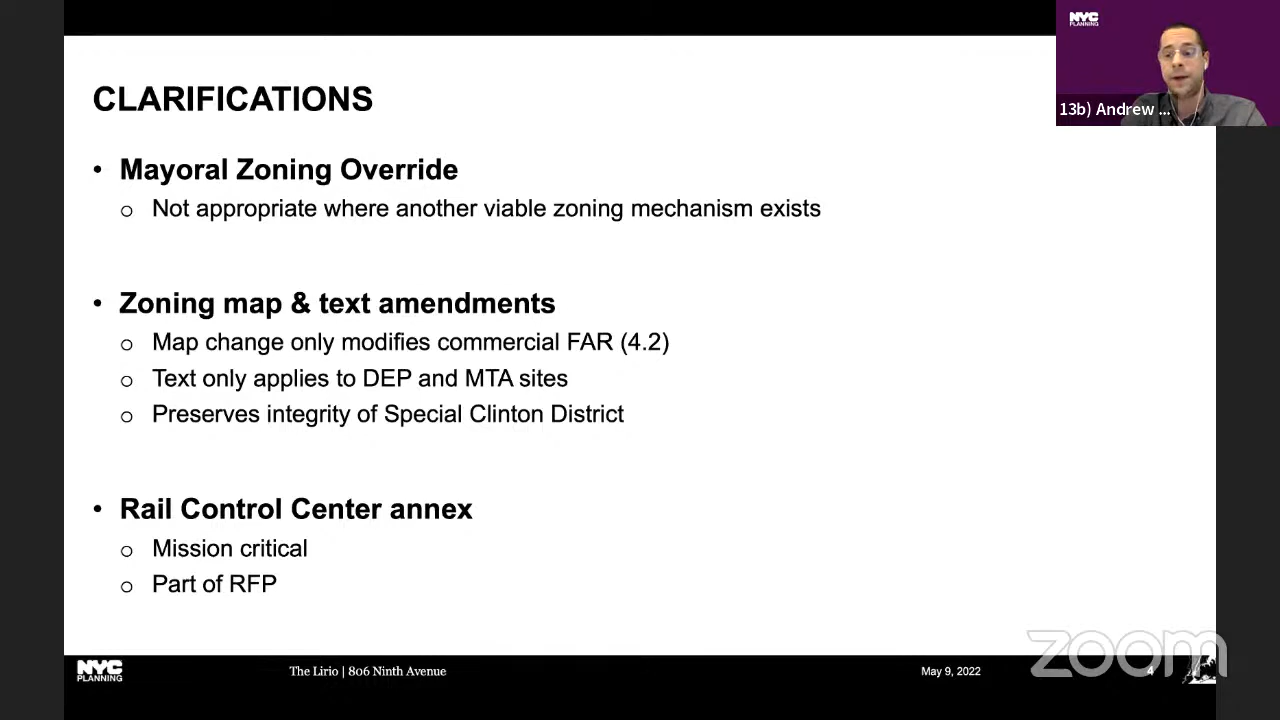 NYC
PLANNING
13b) Andrew ...
CLARIFICATIONS
• Mayoral Zoning Override
o Not appropriate where another viable zoning mechanism exists
• Zoning map & text amendments
o Map change only modifies commercial FAR (4.2)
o Text only applies to DEP and MTA sites
o Preserves integrity of Special Clinton District
• Rail Control Center annex
o Mission critical
o Part of RFP
NYC
PLANNING
The Lirio | 806 Ninth Avenue
May 9, 2022
4
zoom